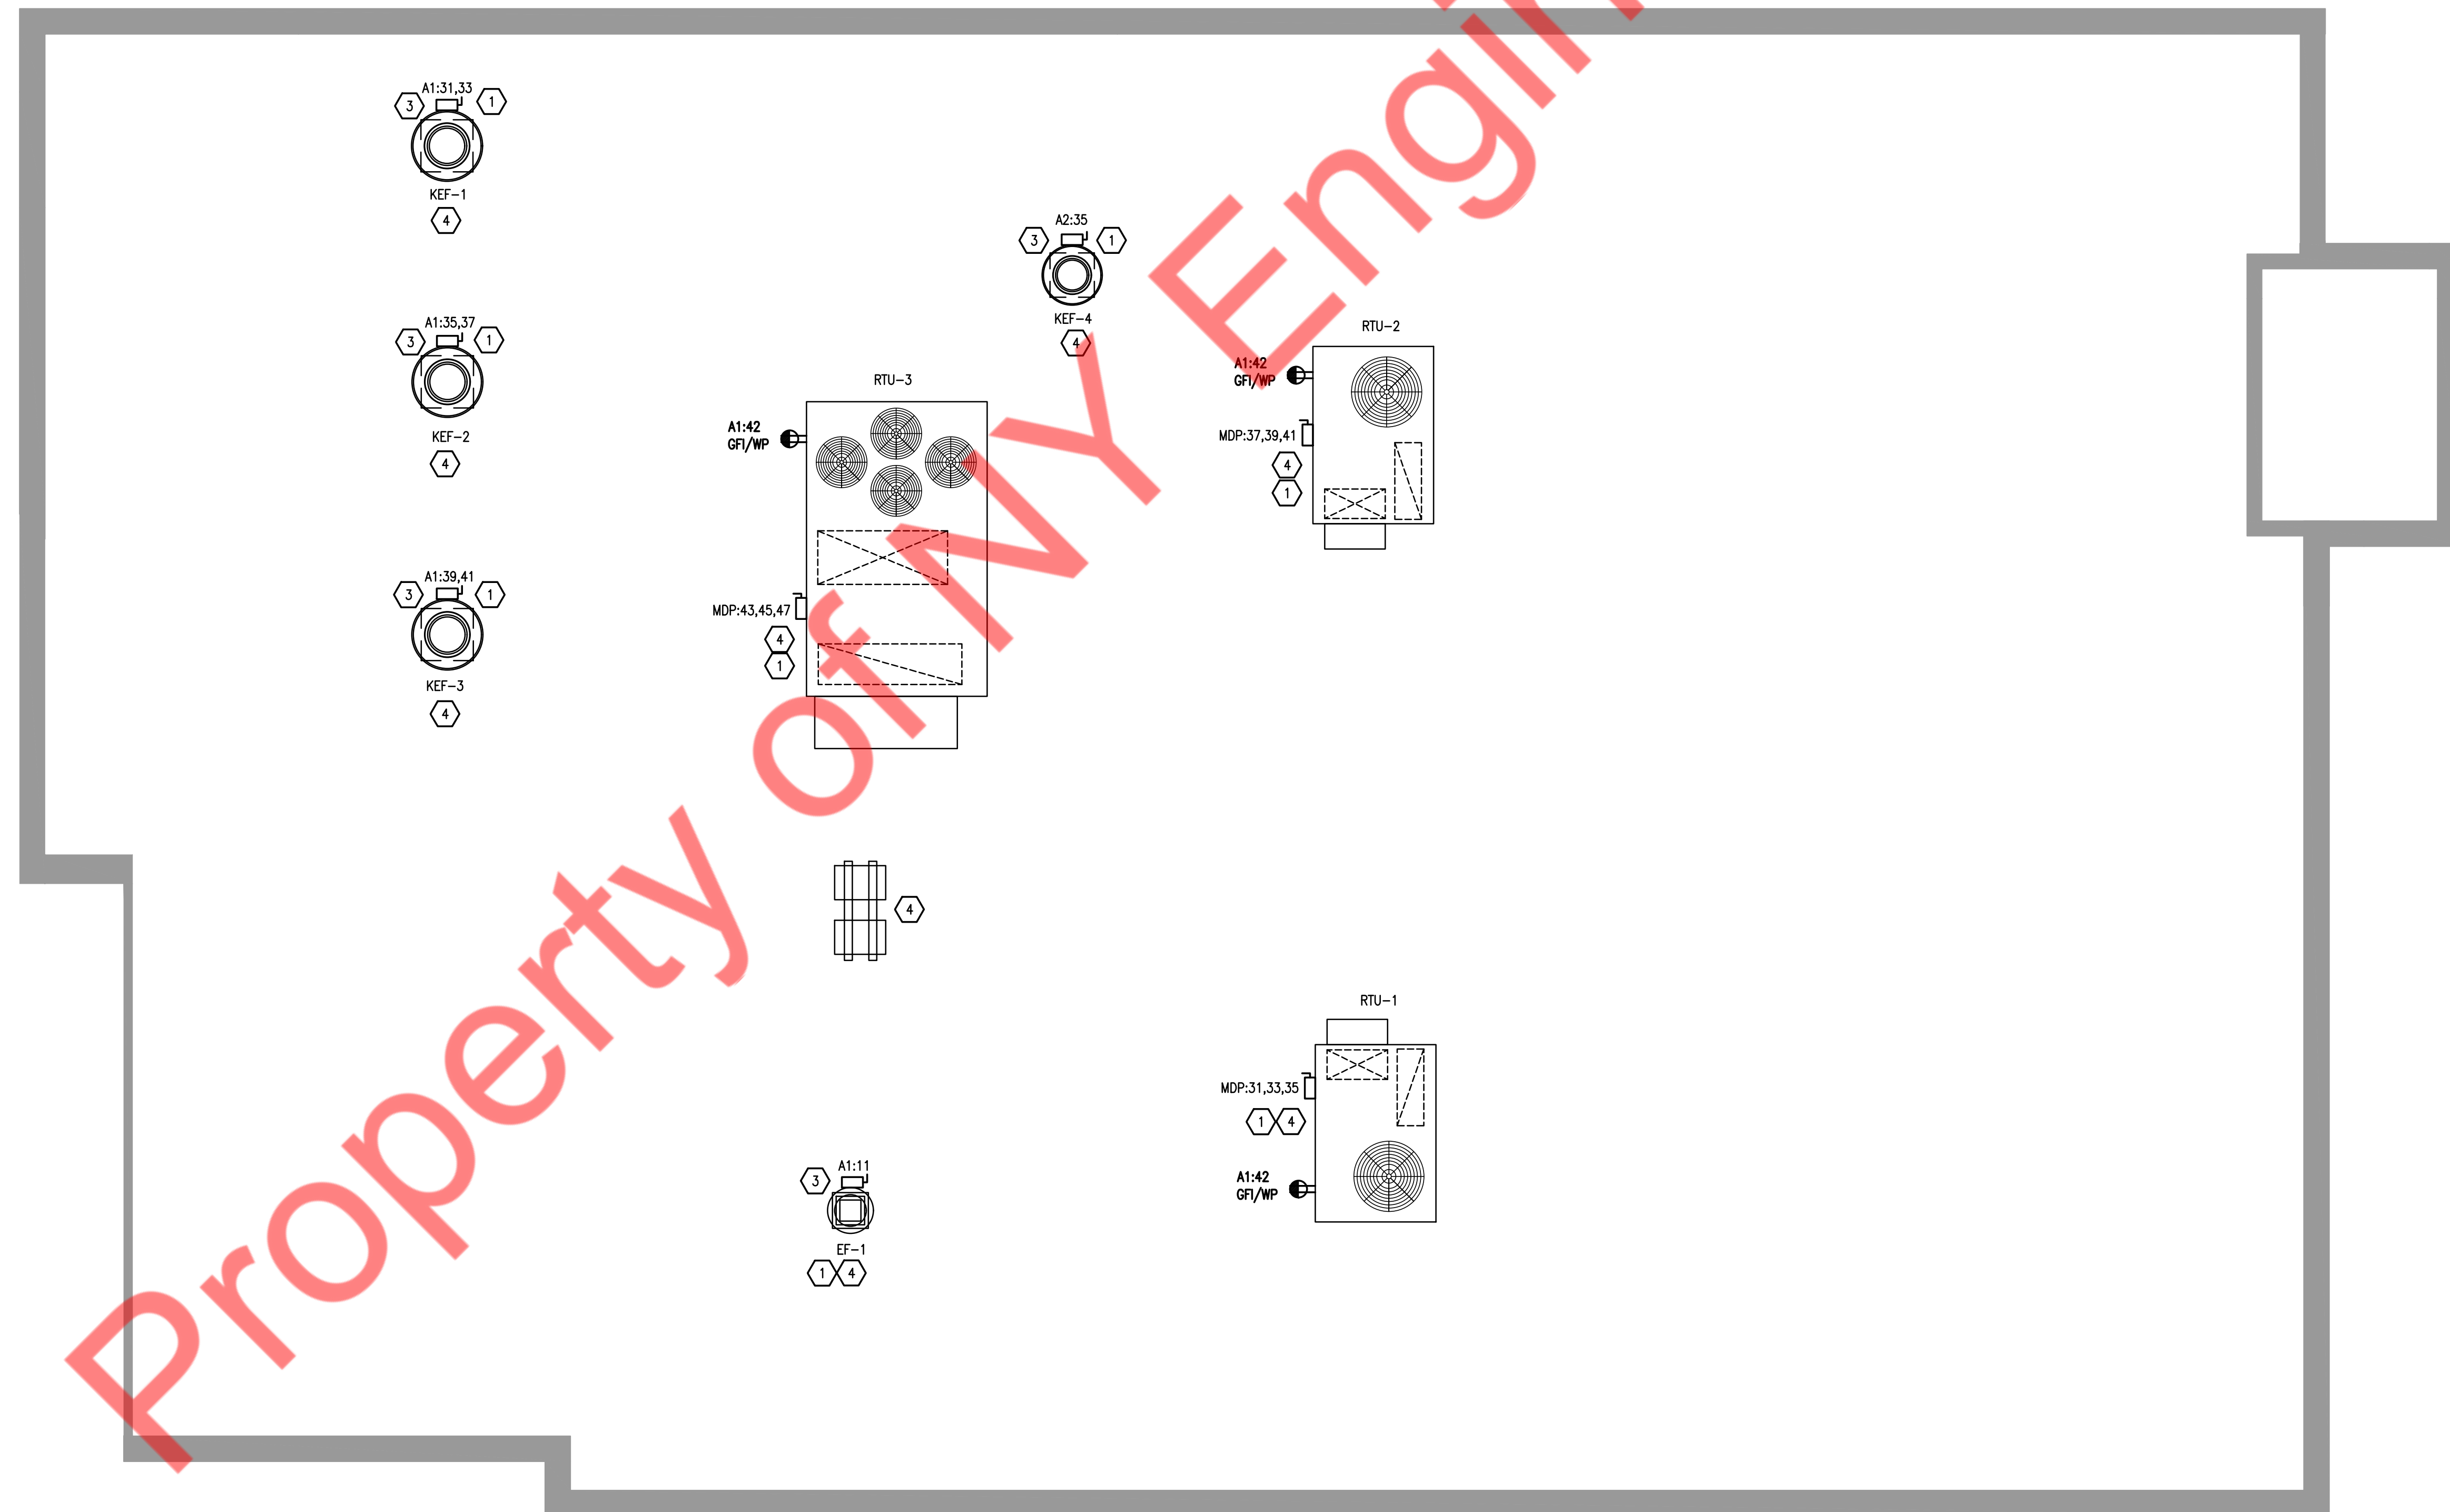 A1:31,33
3
1
KEF-1
4
A2:35
3
1
KEF-4
4
A1:35,37
3
1
KEF-2
4
RTU-2
A1:42
GFI/WP
MDP:37,39,41
4
1
RTU-3
A1:42
GFI/WP
MDP:43,45,47
4
1
A1:39,41
3
1
KEF-3
4
4
RTU-1
MDP:31,33,35
1
4
A1:42
GFI/WP
A1:11
3
EF-1
1
4
Property of NY Engin